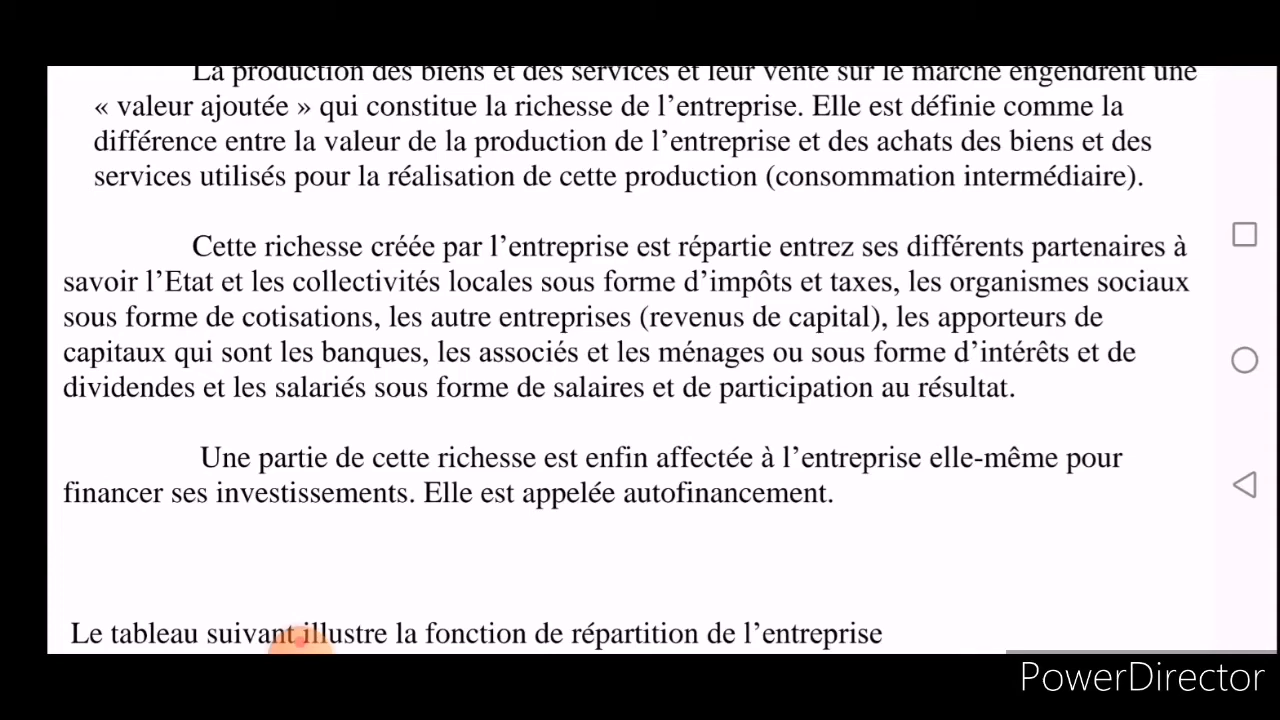 La production des biens et des services et leur vente sur le marché engendrent une
« valeur ajoutée » qui constitue la richesse de l’entreprise. Elle est définie comme la
différence entre la valeur de la production de l’entreprise et des achats des biens et des
services utilisés pour la réalisation de cette production (consommation intermédiaire).
Cette richesse créée par l’entreprise est répartie entrez ses différents partenaires à
savoir l’Etat et les collectivités locales sous forme d’impôts et taxes, les organismes sociaux
sous forme de cotisations, les autre entreprises (revenus de capital), les apporteurs de
capitaux qui sont les banques, les associés et les ménages ou sous forme d’intérêts et de
dividendes et les salariés sous forme de salaires et de participation au résultat.
Une partie de cette richesse est enfin affectée à l’entreprise elle-même pour
financer ses investissements. Elle est appelée autofinancement.
Le tableau suivant illustre la fonction de répartition de l’entreprise
PowerDirector